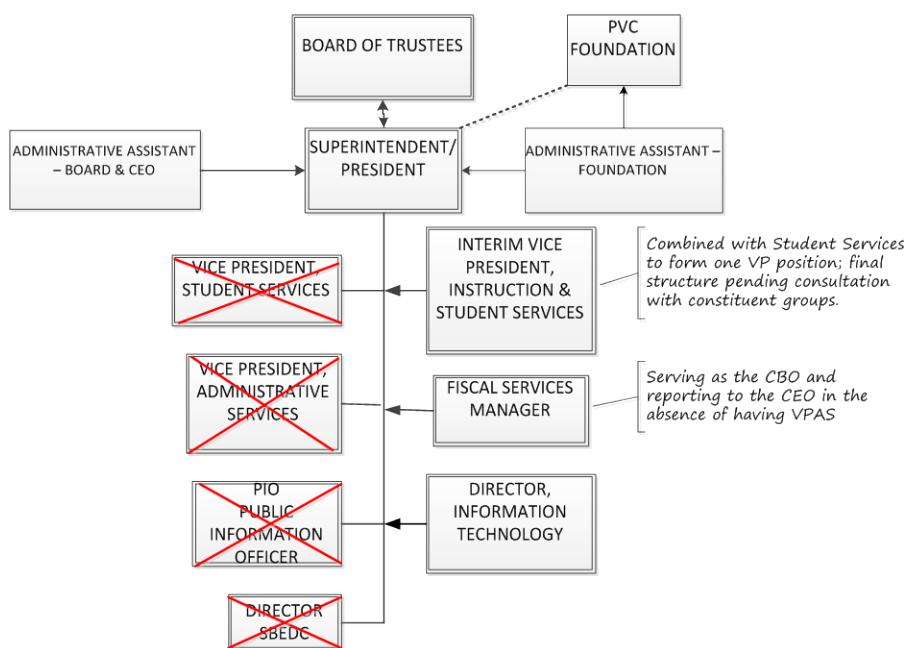 BOARD OF TRUSTEES
PVC
FOUNDATION
ADMINISTRATIVE ASSISTANT
– BOARD & CEO
SUPERINTENDENT/
PRESIDENT
ADMINISTRATIVE ASSISTANT –
FOUNDATION
VICE PRESIDENT,
STUDENT SERVICES
INTERIM VICE
PRESIDENT,
INSTRUCTION &
STUDENT SERVICES
Combined with Student Services
to form one VP position; final
structure pending consultation
with constituent groups.
VICE PRESIDENT,
ADMINISTRATIVE
SERVICES
FISCAL SERVICES
MANAGER
Serving as the CBO and
reporting to the CEO in the
absence of having VPAS
PIO
PUBLIC
INFORMATION
OFFICER
DIRECTOR,
INFORMATION
TECHNOLOGY
DIRECTOR
SBEDC